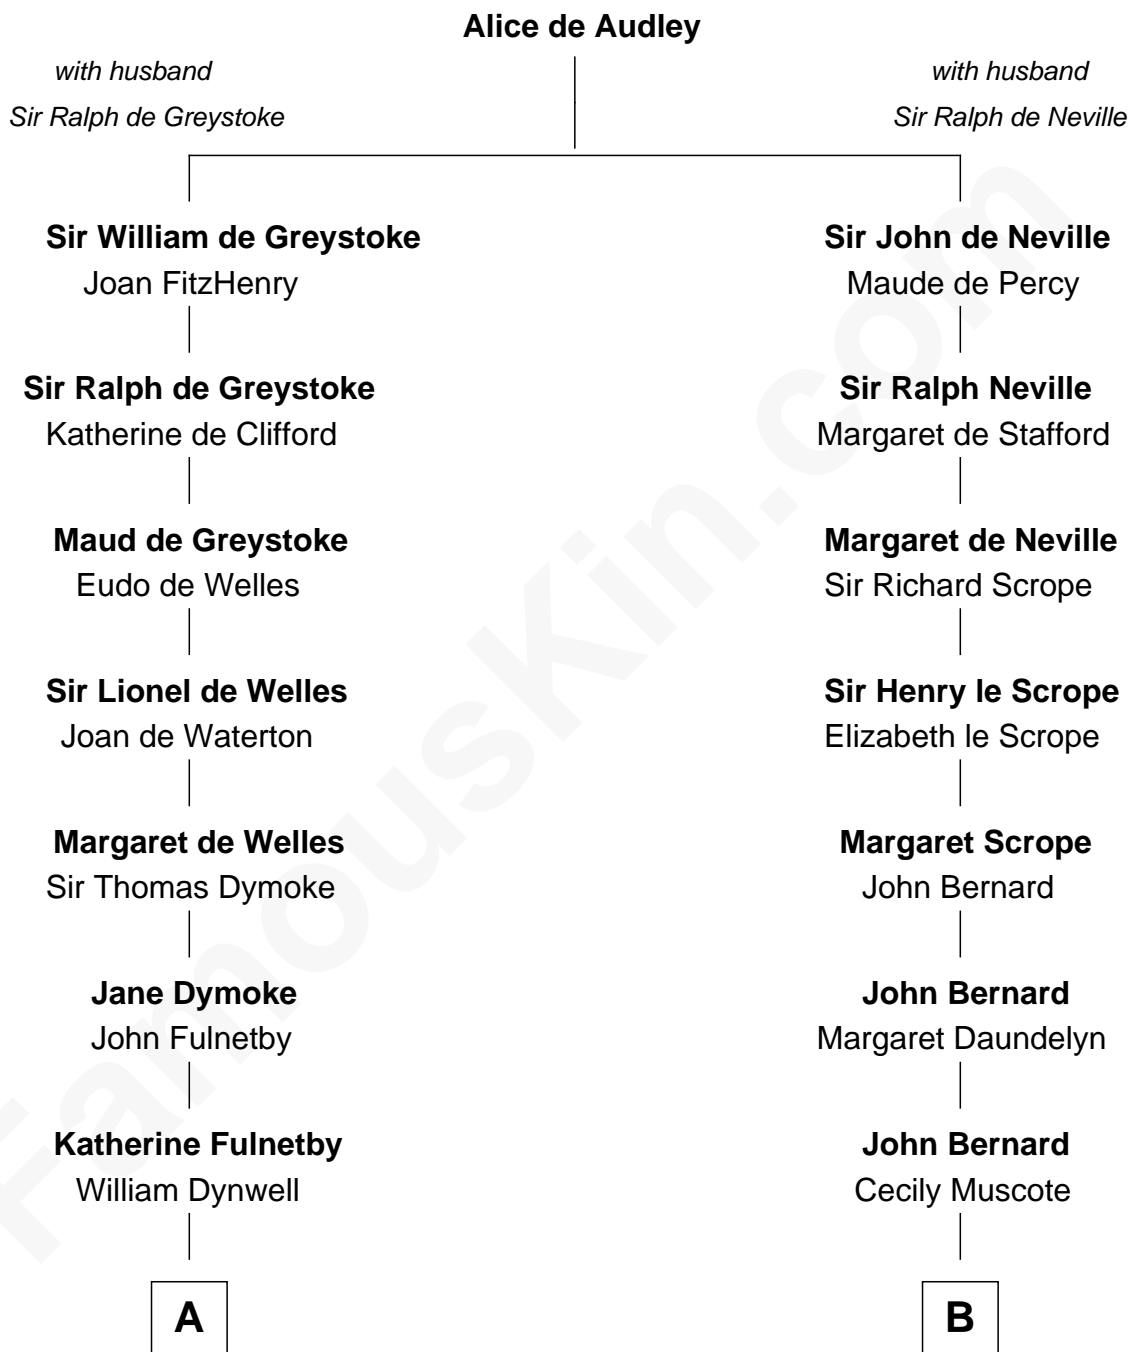 Alice de Audley
with husband
Sir Ralph de Greystoke
with husband
Sir Ralph de Neville
Sir William de Greystoke
Joan FitzHenry
Sir John de Neville
Maude de Percy
Sir Ralph de Greystoke
Katherine de Clifford
Sir Ralph Neville
Margaret de Stafford
Maud de Greystoke
Eudo de Welles
Margaret de Neville
Sir Richard Scrope
Sir Lionel de Welles
Joan de Waterton
Sir Henry le Scrope
Elizabeth le Scrope
Margaret de Welles
Sir Thomas Dymoke
Margaret Scrope
John Bernard
Jane Dymoke
John Fulnetby
John Bernard
Margaret Daundelyn
Katherine Fulnetby
William Dynwell
John Bernard
Cecily Muscote
A
B
FamousKin.com